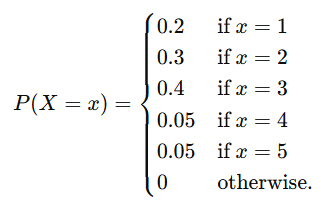 0.2 if x = 1
0.3 if x = 2
0.4 if x = 3
P(X = x) =
0.05 if x = 4
0.05 if x = 5
0 otherwise.